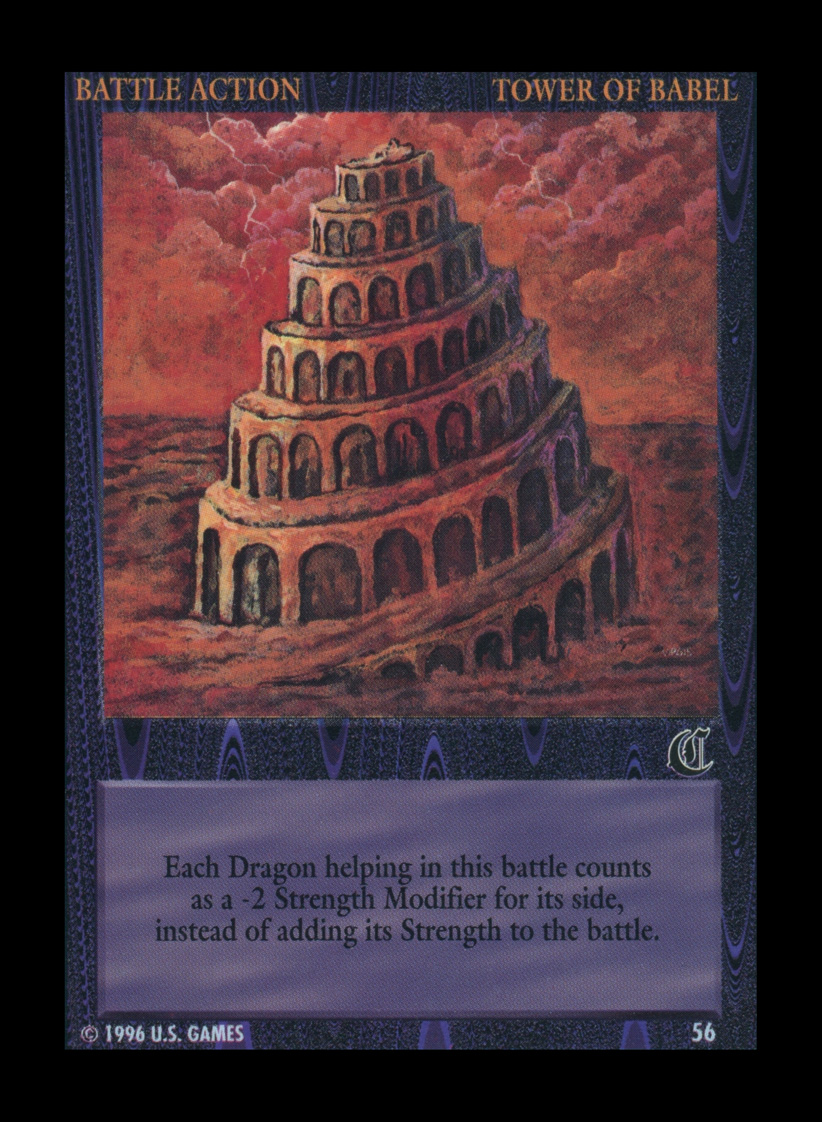 BATTLE ACTION TOWER OF BABEL
C
Each Dragon helping in this battle counts
as a -2 Strength Modifier for its side,
instead of adding its Strength to the battle.
© 1996 U.S. GAMES 56